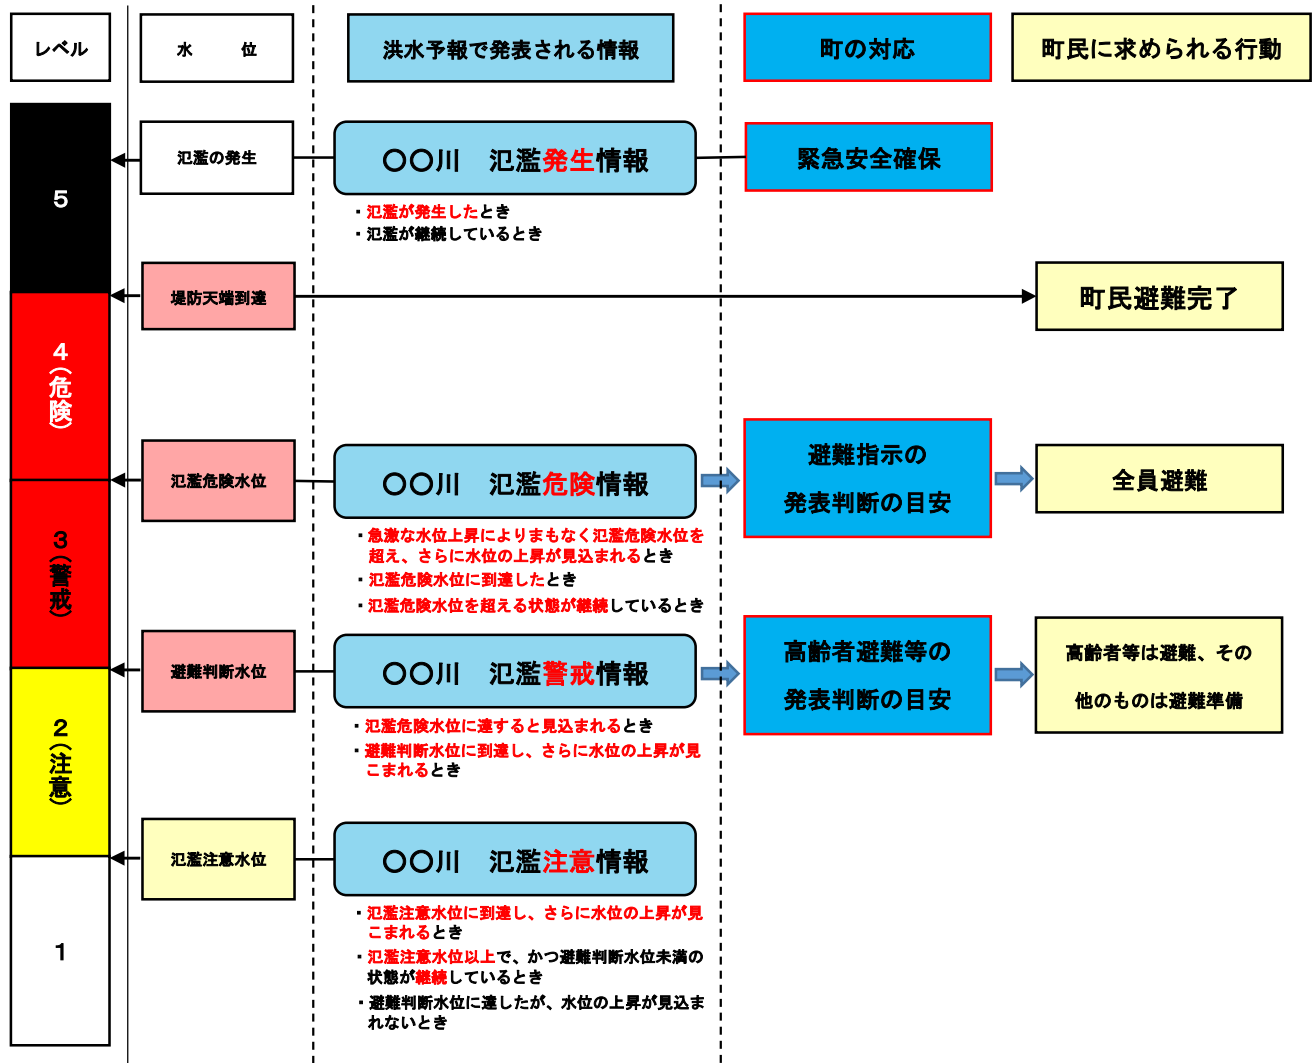 レベル
水　　位
洪水予報で発表される情報
町の対応
町民に求められる行動
5
氾濫の発生
〇〇川　氾濫発生情報
緊急安全確保
・氾濫が発生したとき
・氾濫が継続しているとき
堤防天端到達
町民避難完了
4(危険)
氾濫危険水位
〇〇川　氾濫危険情報
避難指示の
発表判断の目安
全員避難
・急激な水位上昇によりまもなく氾濫危険水位を
超え、さらに水位の上昇が見込まれるとき
・氾濫危険水位に到達したとき
・氾濫危険水位を超える状態が継続しているとき
3(警戒)
避難判断水位
〇〇川　氾濫警戒情報
高齢者避難等の
発表判断の目安
高齢者等は避難、その
他のものは避難準備
・氾濫危険水位に達すると見込まれるとき
・避難判断水位に到達し、さらに水位の上昇が見
こまれるとき
2(注意)
氾濫注意水位
〇〇川　氾濫注意情報
・氾濫注意水位に到達し、さらに水位の上昇が見
こまれるとき
・氾濫注意水位以上で、かつ避難判断水位未満の
状態が継続しているとき
・避難判断水位に達したが、水位の上昇が見込ま
れないとき
1